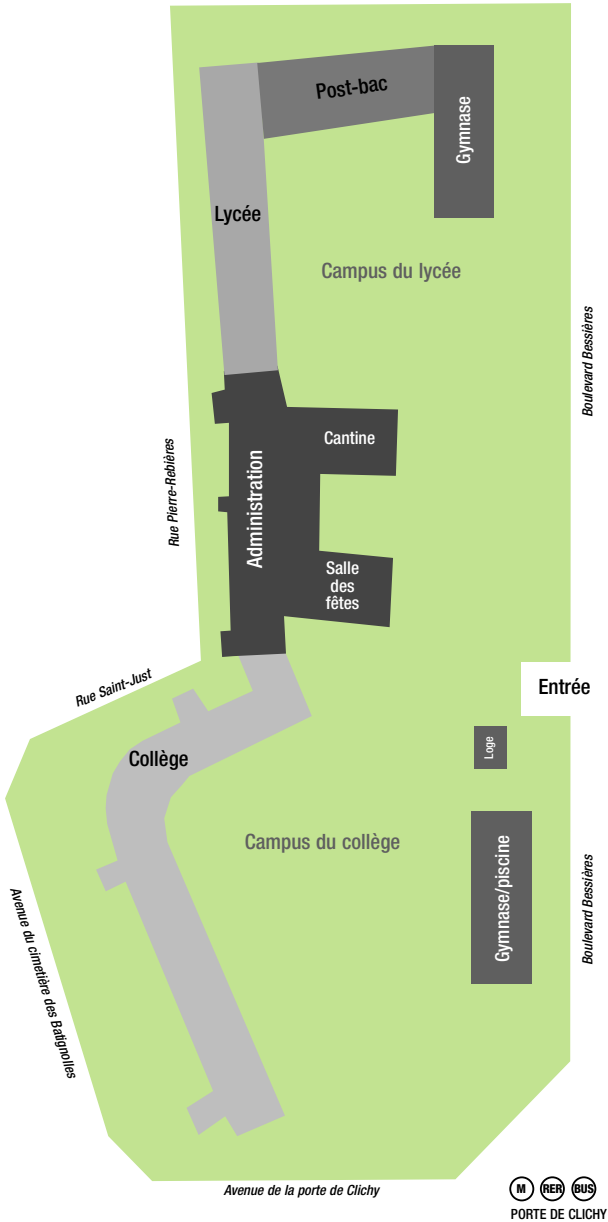 Post-bac
Gymnase
Lycée
Campus du lycée
Boulevard Bessières
Rue Pierre-Rebières
Administration
Cantine
Salle
des
fêtes
Rue Saint-Just
Entrée
Loge
Collège
Campus du collège
Gymnase/piscine
Boulevard Bessières
Avenue du cimetière des Batignolles
Avenue de la porte de Clichy
M RER BUS
PORTE DE CLICHY